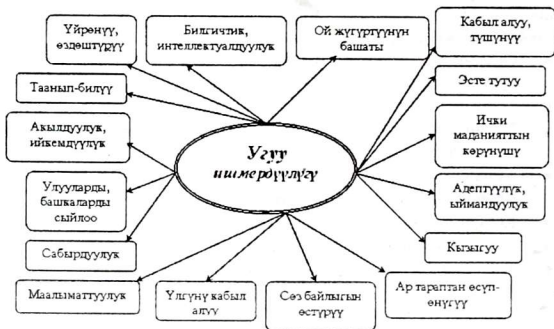 Үйрөнүү,
өздөштүрүү
Билгичтик,
интеллектуалдуулук
Ой жүгүртүүнүн
башаты
Кабыл алуу,
түшүнүү
Таанып-билүү
Эсте тутуу
Акылдуулук,
ийкемдүүлүк
Угуу
ишмердүүлүгү
Ички
маданияттын
көрүнүшү
Улууларды,
башкаларды
сыйлоо
Адептүүлүк,
ыймандуулук
Сабырдуулук
Кызыгуу
Маалыматтуулук
Үлгүнү кабыл
алуу
Сөз байлыгын
өстүрүү
Ар тараптан өсүп-
өнүгүү